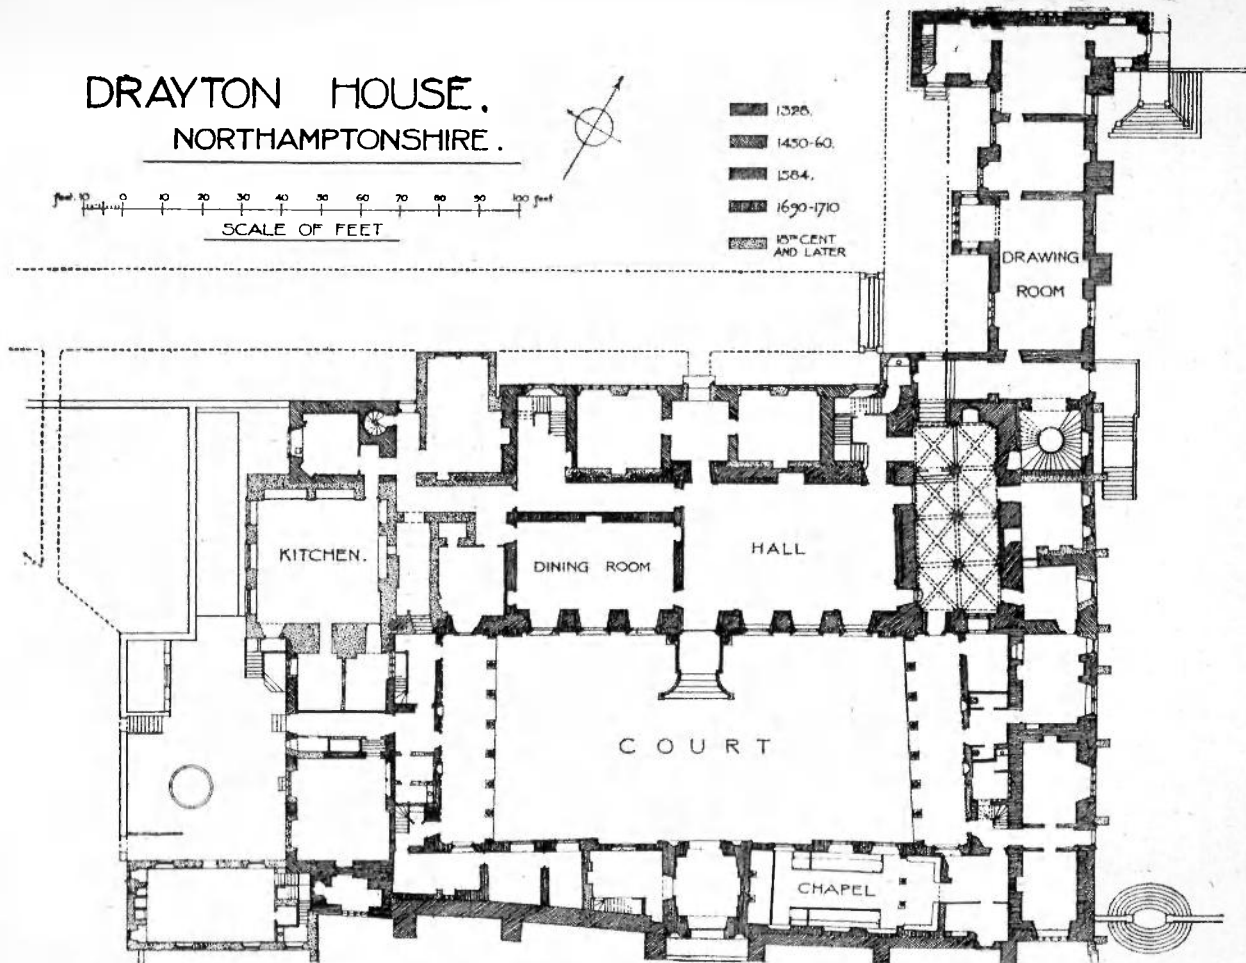 DRAYTON HOUSE.
NORTHAMPTONSHIRE.
feet. 10 0 10 20 30 40 50 60 70 80 90 100 feet
SCALE OF FEET
1328.
1450-60.
1584.
1690-1710
18TH CENT
AND LATER
DRAWING
ROOM
KITCHEN.
DINING ROOM
HALL
COURT
CHAPEL